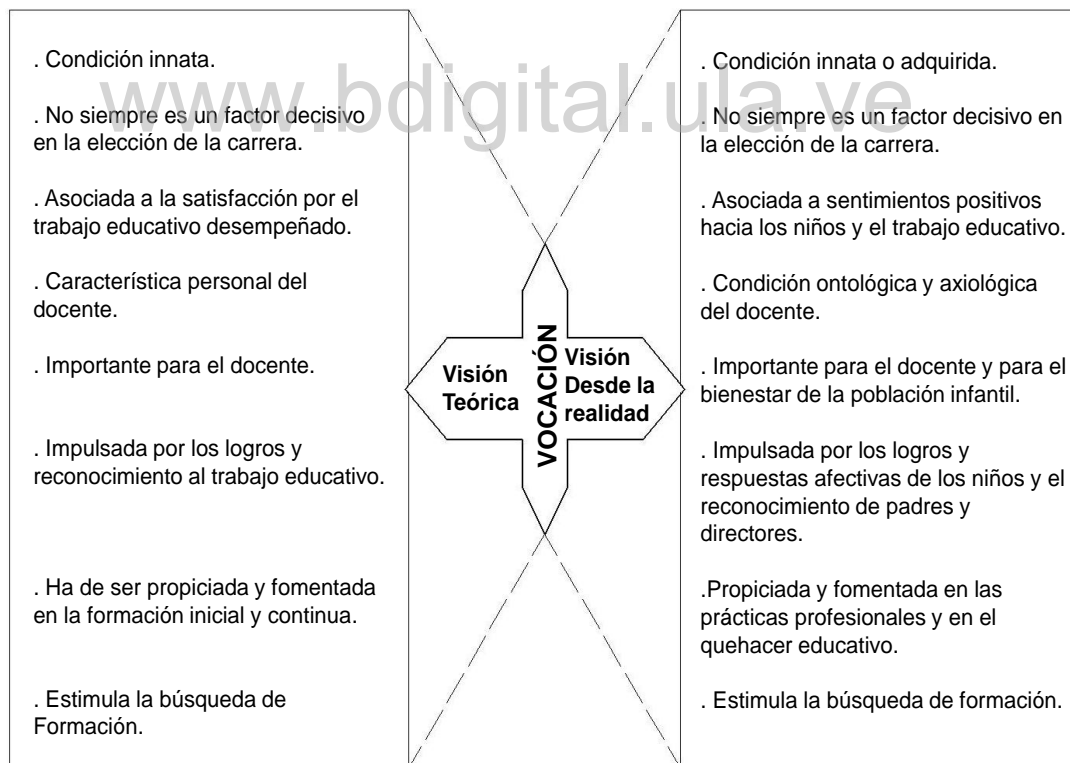 www.bdigital.ula.ve
. Condición innata.
. No siempre es un factor decisivo
en la elección de la carrera.
. Asociada a la satisfacción por el
trabajo educativo desempeñado.
. Característica personal del
docente.
. Importante para el docente.
. Impulsada por los logros y
reconocimiento al trabajo educativo.
. Ha de ser propiciada y fomentada
en la formación inicial y continua.
. Estimula la búsqueda de
Formación.
Visión
Teórica
VOCACIÓN
Visión
Desde la
realidad
. Condición innata o adquirida.
. No siempre es un factor decisivo en
la elección de la carrera.
. Asociada a sentimientos positivos
hacia los niños y el trabajo educativo.
. Condición ontológica y axiológica
del docente.
. Importante para el docente y para el
bienestar de la población infantil.
. Impulsada por los logros y
respuestas afectivas de los niños y el
reconocimiento de padres y
directores.
.Propiciada y fomentada en las
prácticas profesionales y en el
quehacer educativo.
. Estimula la búsqueda de formación.